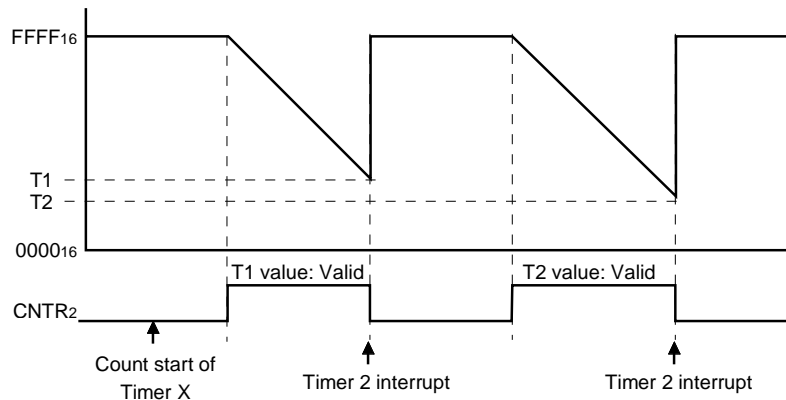 FFFF16
T1
T2
000016
T1 value: Valid
T2 value: Valid
CNTR2
Count start of
Timer X
Timer 2 interrupt
Timer 2 interrupt